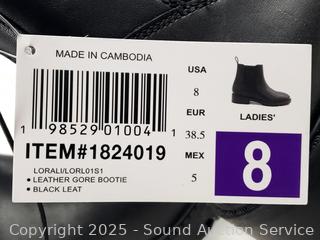 MADE IN CAMBODIA
1 98529 01004 1
ITEM#1824019
LORALI/LORL01S1
• LEATHER GORE BOOTIE
• BLACK LEAT
USA
8
EUR
38.5
MEX
5
LADIES'
8
Copyright 2025 - Sound Auction Service